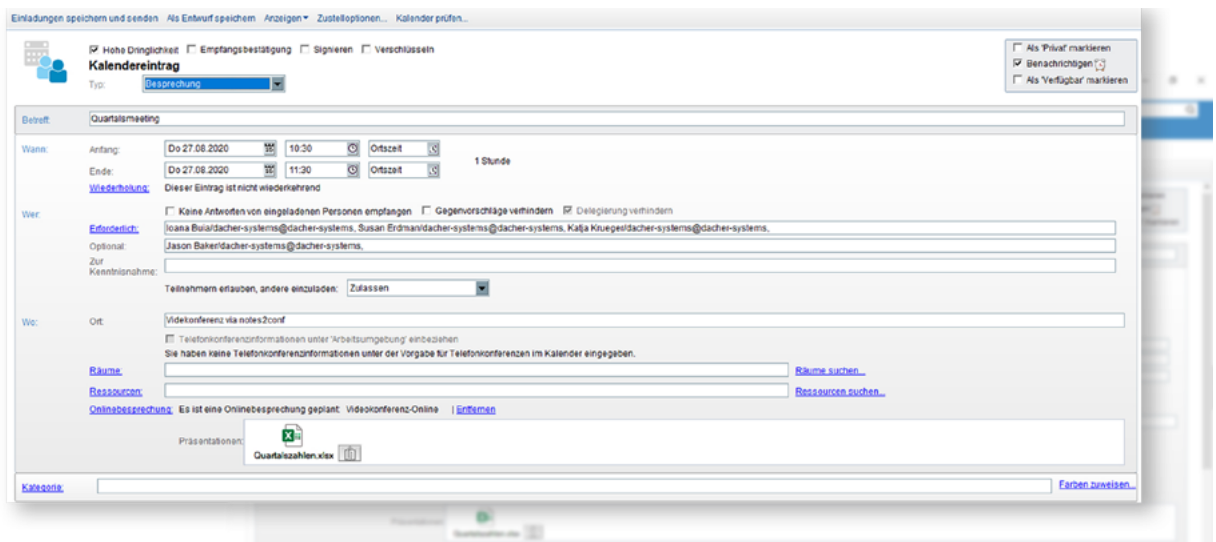 Einladungen speichern und senden Als Entwurf speichern Anzeigen Zustelloptionen... Kalender prüfen...
Hohe Dringlichkeit Empfangsbestätigung Signieren Verschlüsseln
Kalendereintrag
Typ: Besprechung
Als 'Privat' markieren
Benachrichtigen
Als 'Verfügbar' markieren
Betreff: Quartalsmeeting
Wann: Anfang: Do 27.08.2020 10:30 Ortszeit
1 Stunde
Ende: Do 27.08.2020 11:30 Ortszeit
Wiederholung: Dieser Eintrag ist nicht wiederkehrend
Wer: Keine Antworten von eingeladenen Personen empfangen Gegenvorschläge verhindern Delegierung verhindern
Erforderlich: Ioana Buia/dacher-systems@dacher-systems, Susan Erdman/dacher-systems@dacher-systems, Katja Krueger/dacher-systems@dacher-systems,
Optional: Jason Baker/dacher-systems@dacher-systems,
Zur
Kenntnisnahme:
Teilnehmern erlauben, andere einzuladen: Zulassen
Wo: Ort: Videkonferenz via notes2conf
Telefonkonferenzinformationen unter 'Arbeitsumgebung' einbeziehen
Sie haben keine Telefonkonferenzinformationen unter der Vorgabe für Telefonkonferenzen im Kalender eingegeben.
Räume: Räume suchen...
Ressourcen: Ressourcen suchen...
Onlinebesprechung: Es ist eine Onlinebesprechung geplant: Videokonferenz-Online | Entfernen
Präsentationen:
Quartalszahlen.xlsx
Kategorie: Farben zuweisen...
Präsentationen:
Quartalszahlen.xlsx